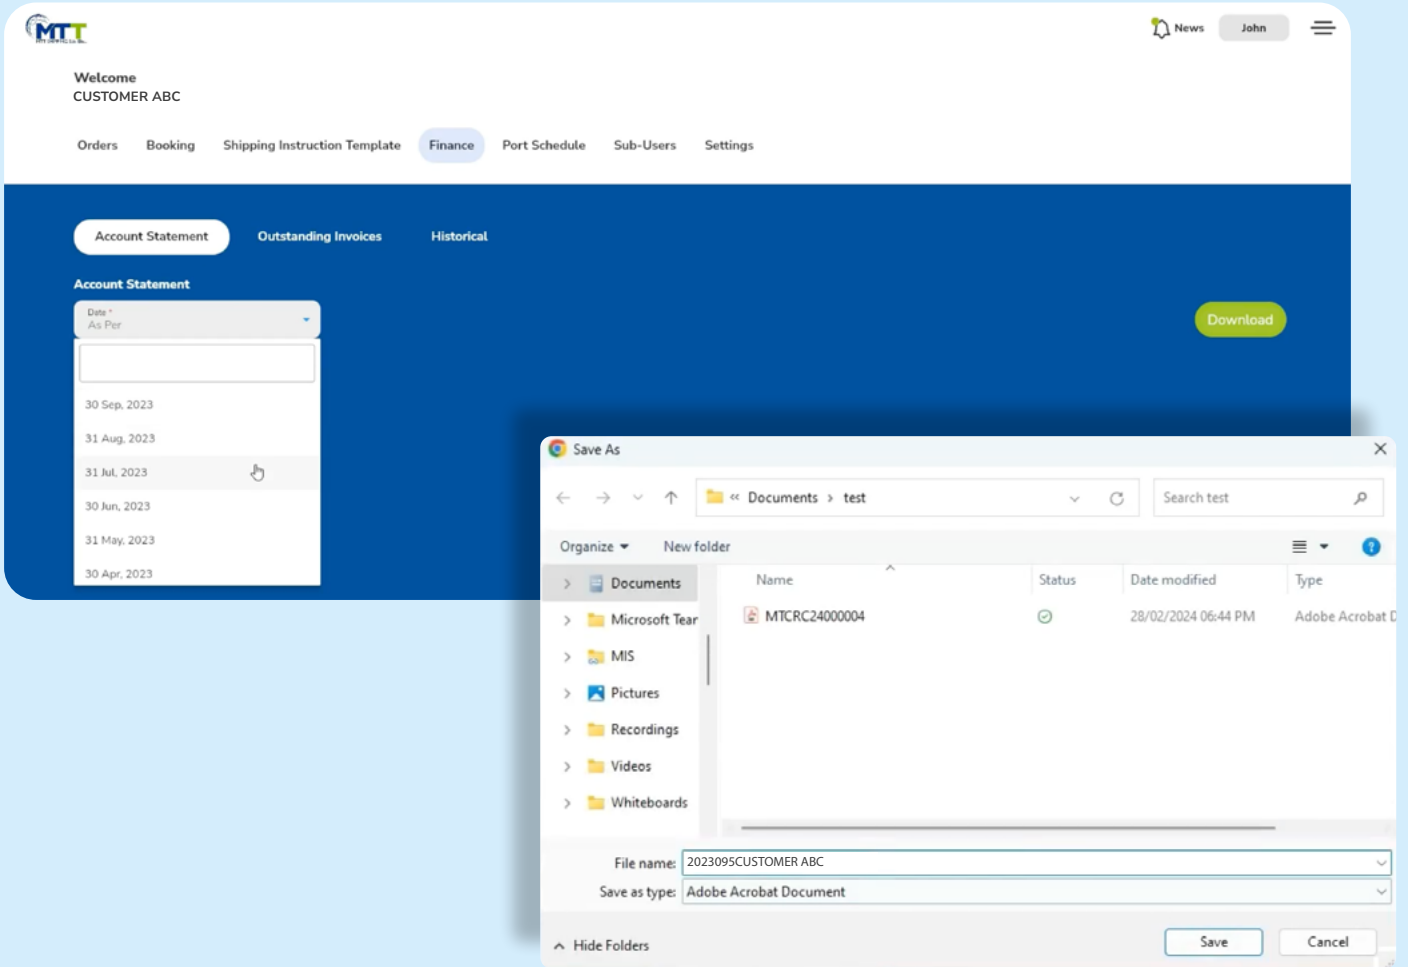 MTT
News
John
Welcome
CUSTOMER ABC
Orders
Booking
Shipping Instruction Template
Finance
Port Schedule
Sub-Users
Settings
Account Statement
Outstanding Invoices
Historical
Account Statement
Date *
As Per
Download
30 Sep, 2023
31 Aug, 2023
31 Jul, 2023
30 Jun, 2023
31 May, 2023
30 Apr, 2023
Save As
« Documents › test
Search test
Organize
New folder
?
Documents
Microsoft Tear
MIS
Pictures
Recordings
Videos
Whiteboards
Name
Status
Date modified
Type
MTCRC24000004
28/02/2024 06:44 PM
Adobe Acrobat D
File name: 2023095CUSTOMER ABC
Save as type: Adobe Acrobat Document
Hide Folders
Save
Cancel